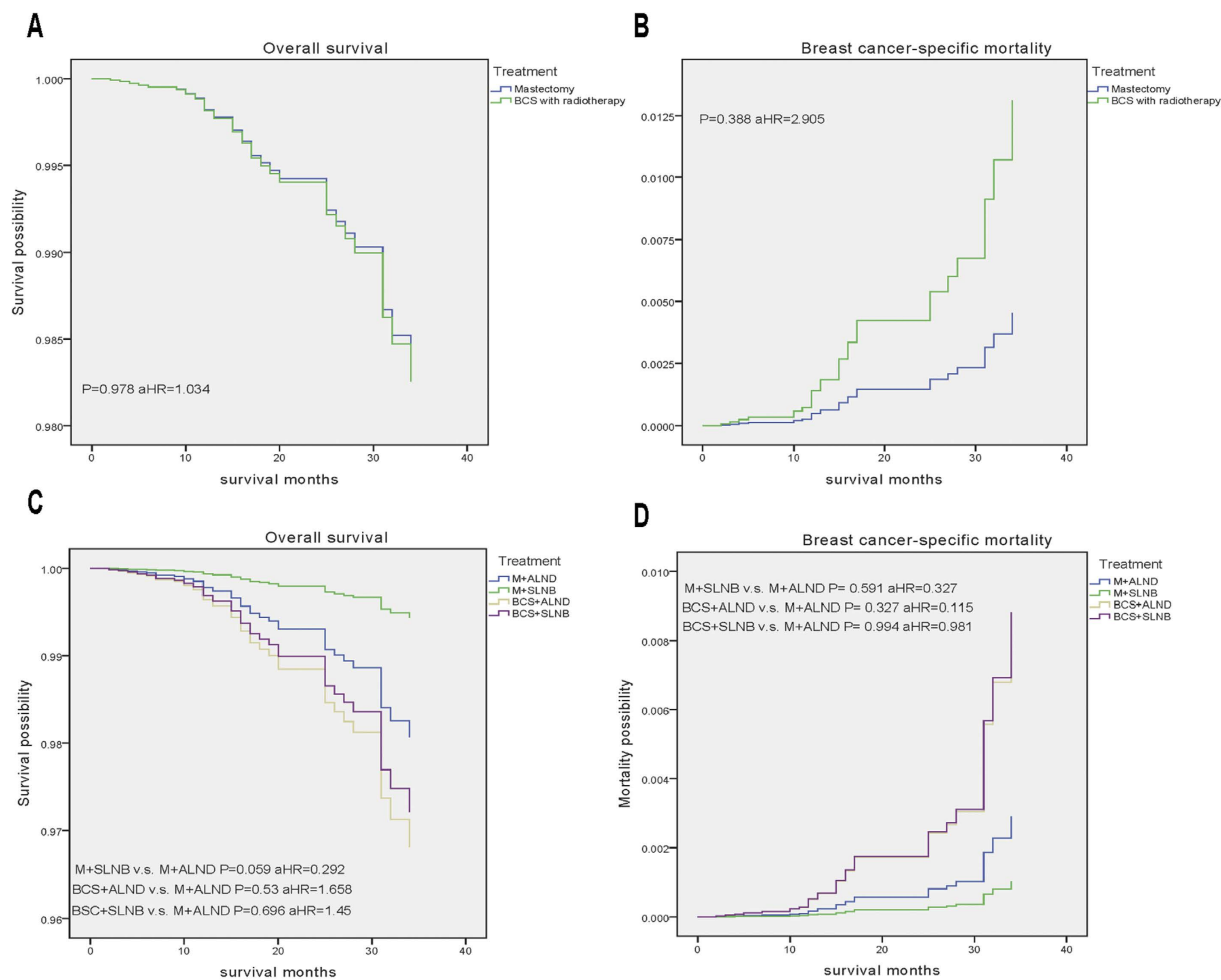 A
Overall survival
Treatment
Mastectomy
BCS with radiotherapy
1.000
0.995
0.990
0.985
0.980
Survival possibility
P=0.978 aHR=1.034
0
10
20
30
40
survival months
B
Breast cancer-specific mortality
Treatment
Mastectomy
BCS with radiotherapy
P=0.388 aHR=2.905
0.0125
0.0100
0.0075
0.0050
0.0025
0.0000
0
10
20
30
40
survival months
C
Overall survival
Treatment
M+ALND
M+SLNB
BCS+ALND
BCS+SLNB
1.00
0.99
0.98
0.97
0.96
Survival possibility
M+SLNB v.s. M+ALND P=0.059 aHR=0.292
BCS+ALND v.s. M+ALND P=0.53 aHR=1.658
BSC+SLNB v.s. M+ALND P=0.696 aHR=1.45
0
10
20
30
40
survival months
D
Breast cancer-specific mortality
Treatment
M+ALND
M+SLNB
BCS+ALND
BCS+SLNB
M+SLNB v.s. M+ALND P= 0.591 aHR=0.327
BCS+ALND v.s. M+ALND P= 0.327 aHR=0.115
BCS+SLNB v.s. M+ALND P= 0.994 aHR=0.981
0.010
0.008
0.006
0.004
0.002
0.000
Mortality possibility
0
10
20
30
40
survival months